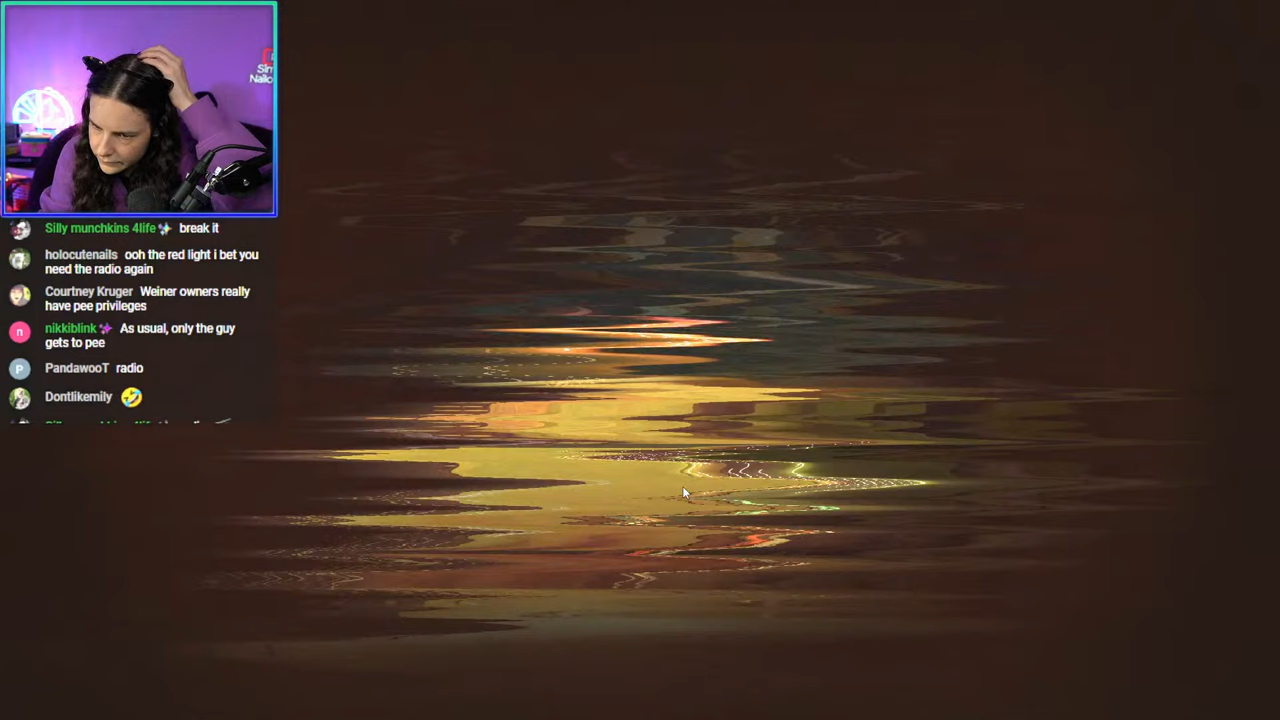 Silly munchkins 4life break it
holocutenails ooh the red light i bet you
need the radio again
Courtney Kruger Weiner owners really
have pee privileges
n nikkiblink As usual, only the guy
gets to pee
P PandawooT radio
Dontlikemily